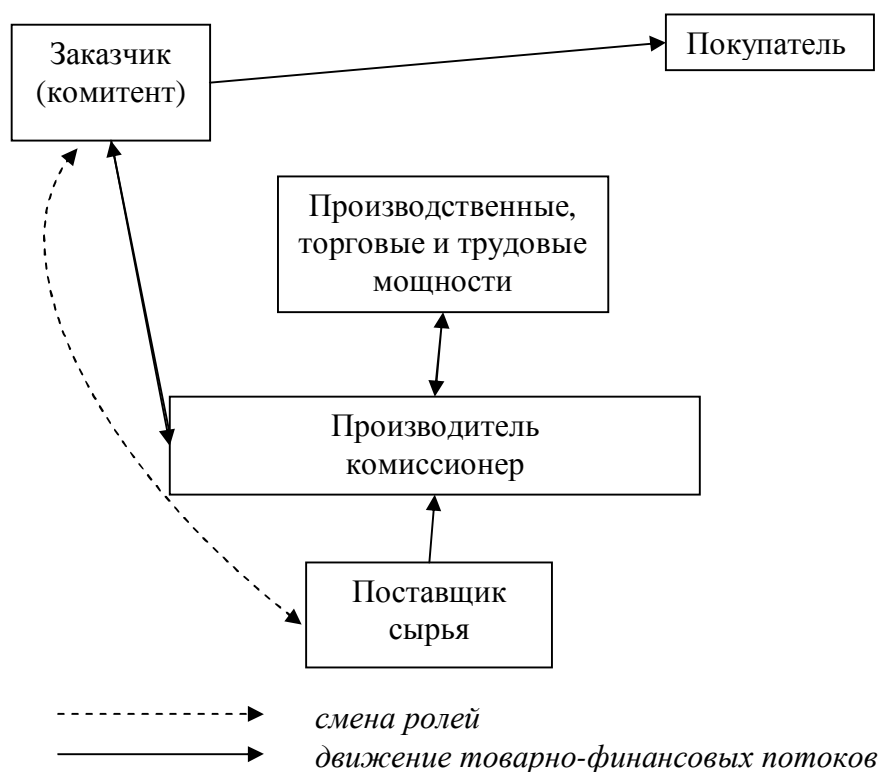 Заказчик
(комитент)
Покупатель
Производственные,
торговые и трудовые
мощности
Производитель
комиссионер
Поставщик
сырья
смена ролей
движение товарно-финансовых потоков